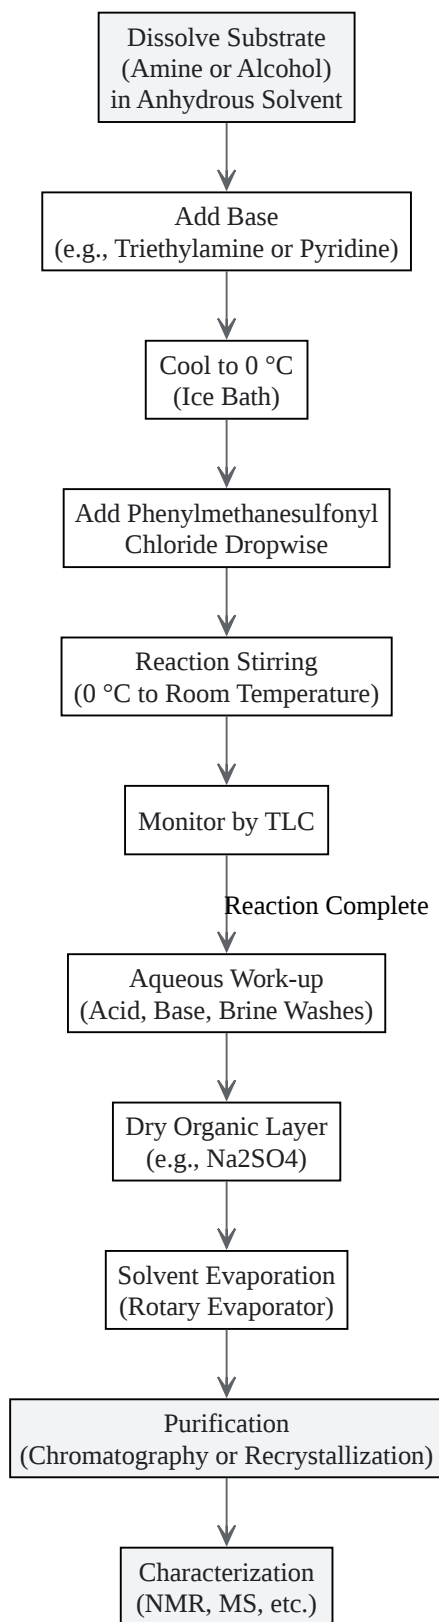 Dissolve Substrate
(Amine or Alcohol)
in Anhydrous Solvent
Add Base
(e.g., Triethylamine or Pyridine)
Cool to 0 °C
(Ice Bath)
Add Phenylmethanesulfonyl
Chloride Dropwise
Reaction Stirring
(0 °C to Room Temperature)
Monitor by TLC
Reaction Complete
Aqueous Work-up
(Acid, Base, Brine Washes)
Dry Organic Layer
(e.g., Na2SO4)
Solvent Evaporation
(Rotary Evaporator)
Purification
(Chromatography or Recrystallization)
Characterization
(NMR, MS, etc.)